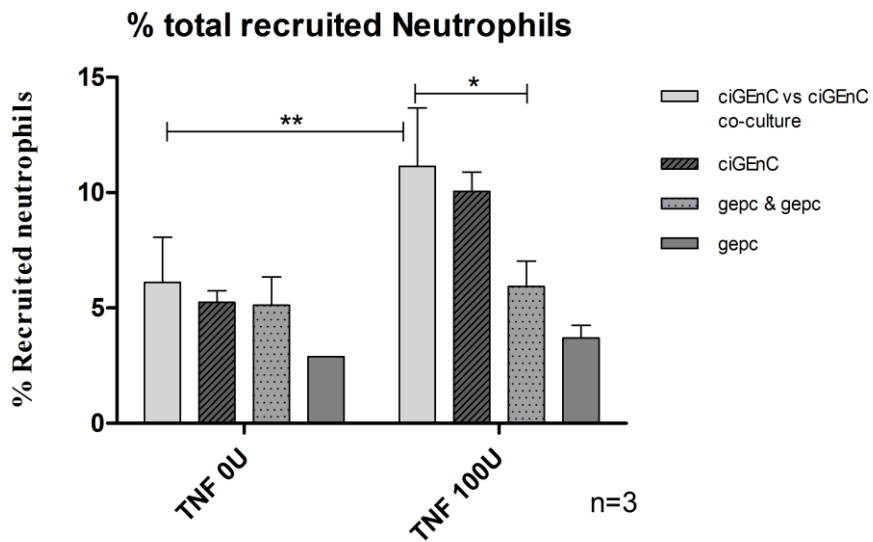 % total recruited Neutrophils
% Recruited neutrophils
15
10
5
0
**
*
TNF 0U
TNF 100U
n=3
ciGEnC vs ciGEnC
co-culture
ciGEnC
gepc & gepc
gepc